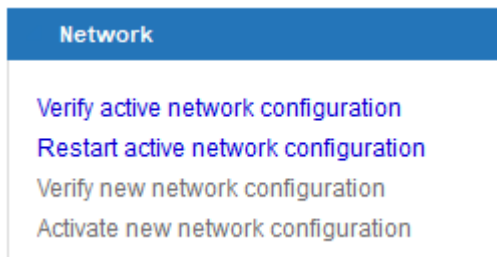 Network
Verify active network configuration
Restart active network configuration
Verify new network configuration
Activate new network configuration